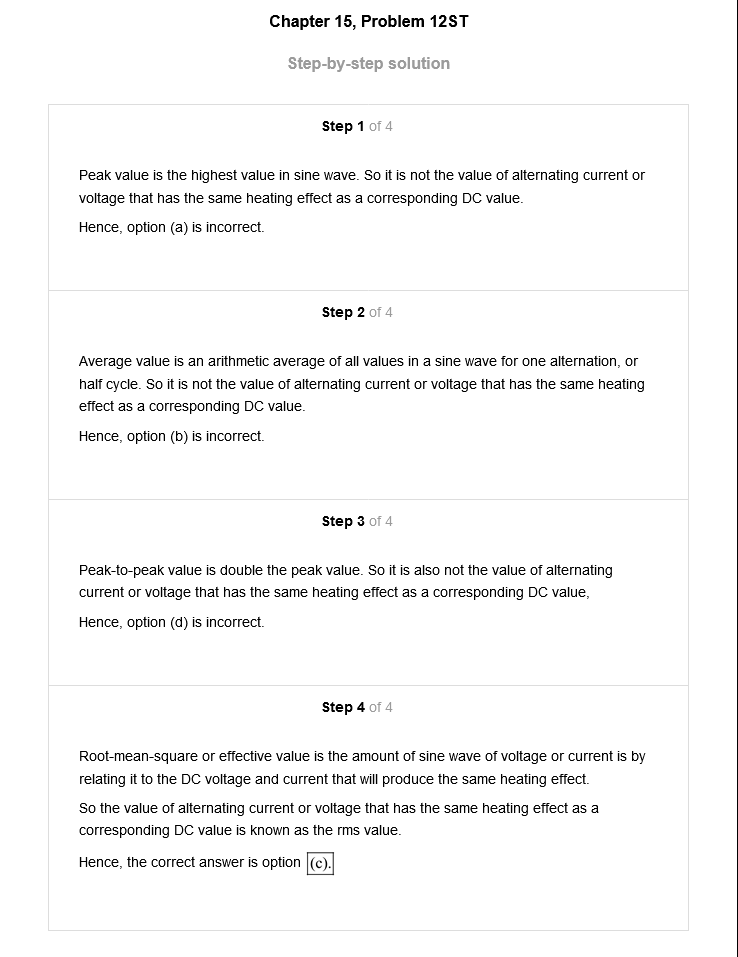 Chapter 15, Problem 12ST
Step-by-step solution
Step 1 of 4
Peak value is the highest value in sine wave. So it is not the value of alternating current or
voltage that has the same heating effect as a corresponding DC value.
Hence, option (a) is incorrect.
Step 2 of 4
Average value is an arithmetic average of all values in a sine wave for one alternation, or
half cycle. So it is not the value of alternating current or voltage that has the same heating
effect as a corresponding DC value.
Hence, option (b) is incorrect.
Step 3 of 4
Peak-to-peak value is double the peak value. So it is also not the value of alternating
current or voltage that has the same heating effect as a corresponding DC value,
Hence, option (d) is incorrect.
Step 4 of 4
Root-mean-square or effective value is the amount of sine wave of voltage or current is by
relating it to the DC voltage and current that will produce the same heating effect.
So the value of alternating current or voltage that has the same heating effect as a
corresponding DC value is known as the rms value.
Hence, the correct answer is option (c).